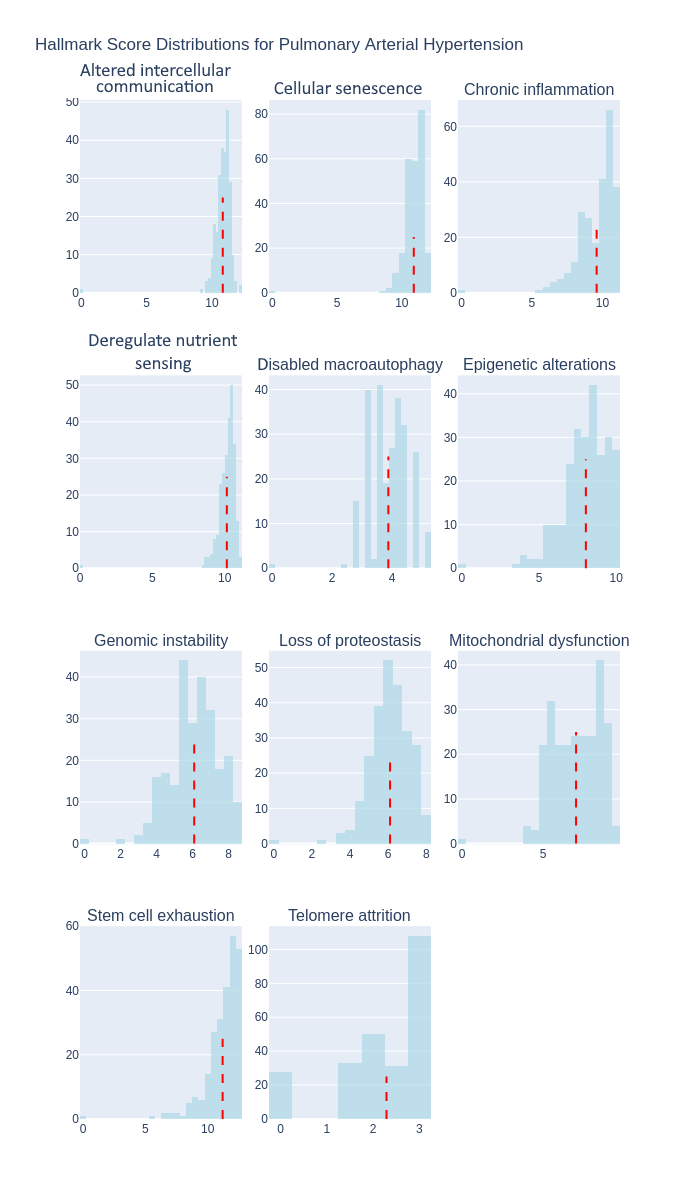 Hallmark Score Distributions for Pulmonary Arterial Hypertension
Altered intercellular
communication
Cellular senescence
Chronic inflammation
50
40
30
20
10
0
0 5 10
80
60
40
20
0
0 5 10
60
40
20
0
0 5 10
Deregulate nutrient
sensing
Disabled macroautophagy
Epigenetic alterations
50
40
30
20
10
0
0 5 10
40
30
20
10
0
0 2 4
40
30
20
10
0
0 5 10
Genomic instability
Loss of proteostasis
Mitochondrial dysfunction
40
30
20
10
0
0 2 4 6 8
50
40
30
20
10
0
0 2 4 6 8
40
30
20
10
0
0 5
Stem cell exhaustion
Telomere attrition
60
40
20
0
0 5 10
100
80
60
40
20
0
0 1 2 3